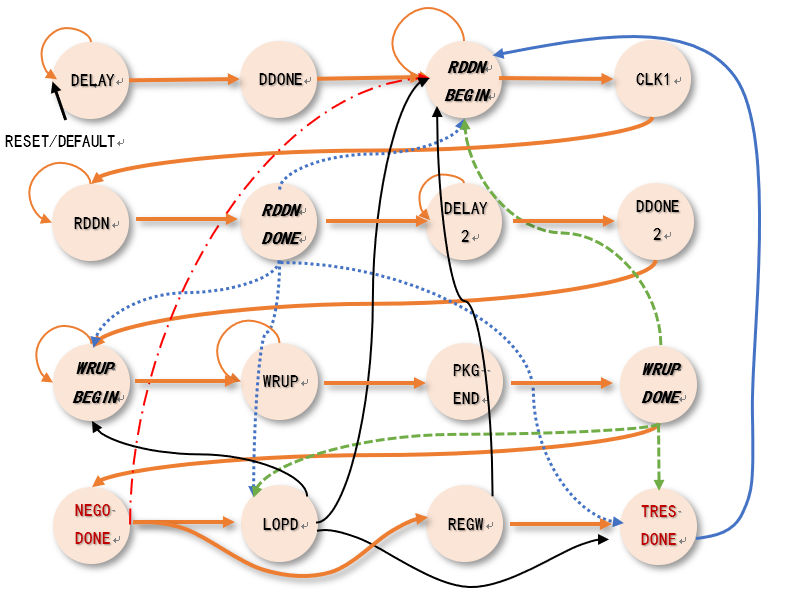 DELAY
DDONE
RDDN
BEGIN
CLK1
RESET/DEFAULT
RDDN
RDDN
DONE
DELAY
2
DDONE
2
WRUP
BEGIN
WRUP
PKG
END
WRUP
DONE
NEGO
DONE
LOPD
REGW
TRES
DONE